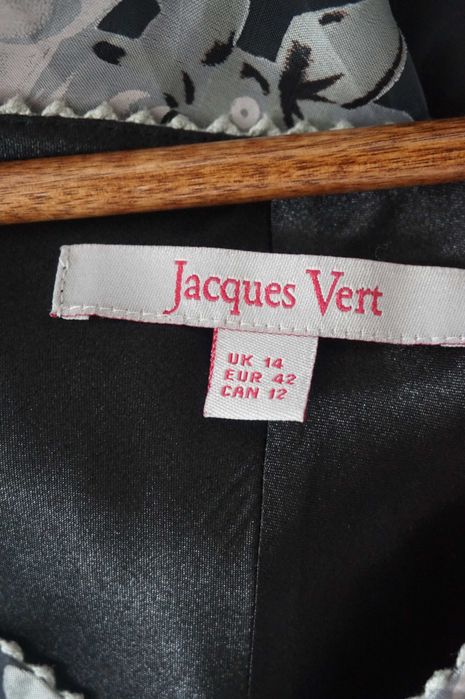 Jacques Vert
UK 14
EUR 42
CAN 12